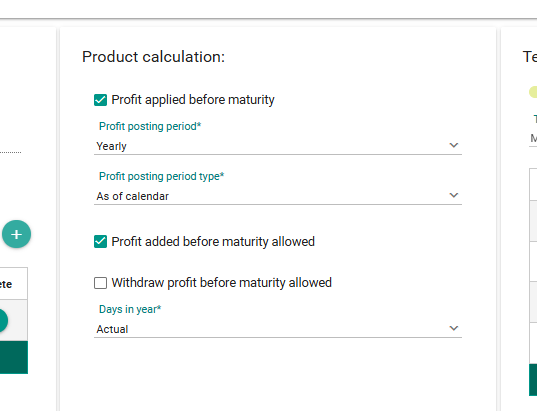 Product calculation:
Profit applied before maturity
Profit posting period*
Yearly
Profit posting period type*
As of calendar
Profit added before maturity allowed
Withdraw profit before maturity allowed
Days in year*
Actual